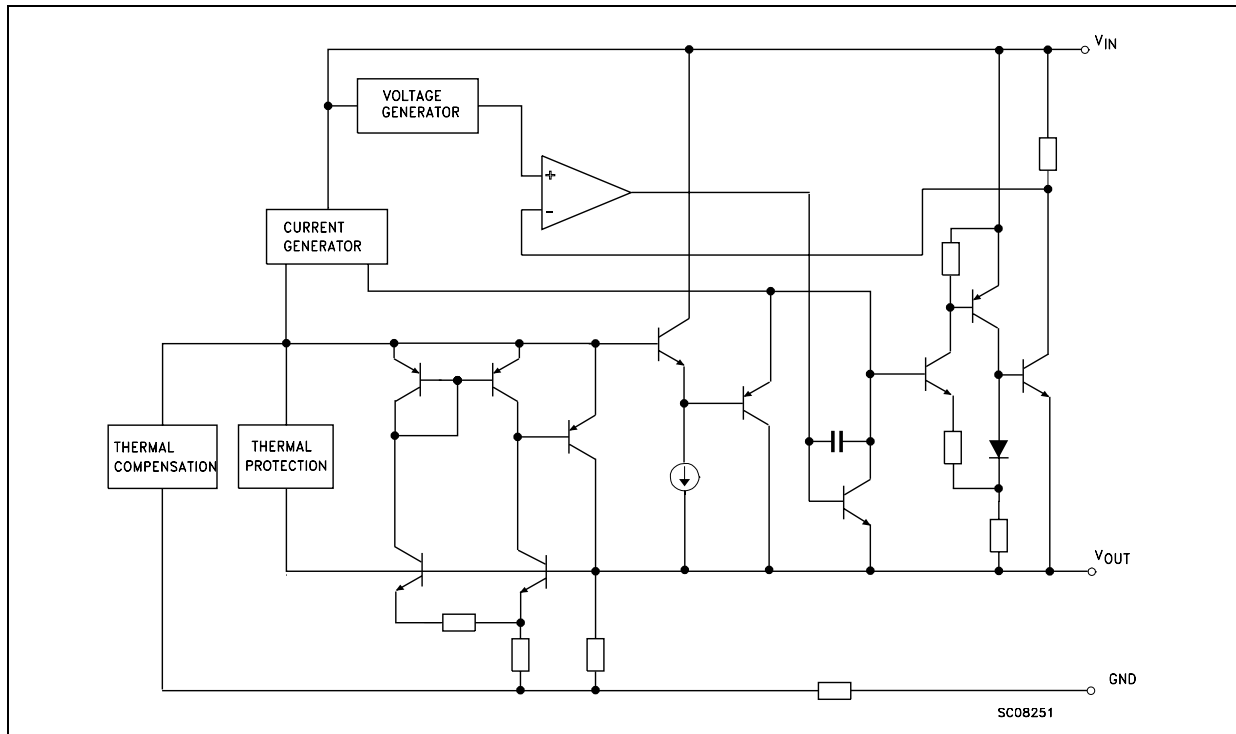 VIN
VOLTAGE
GENERATOR
+
-
CURRENT
GENERATOR
THERMAL
COMPENSATION
THERMAL
PROTECTION
VOUT
GND
SC08251